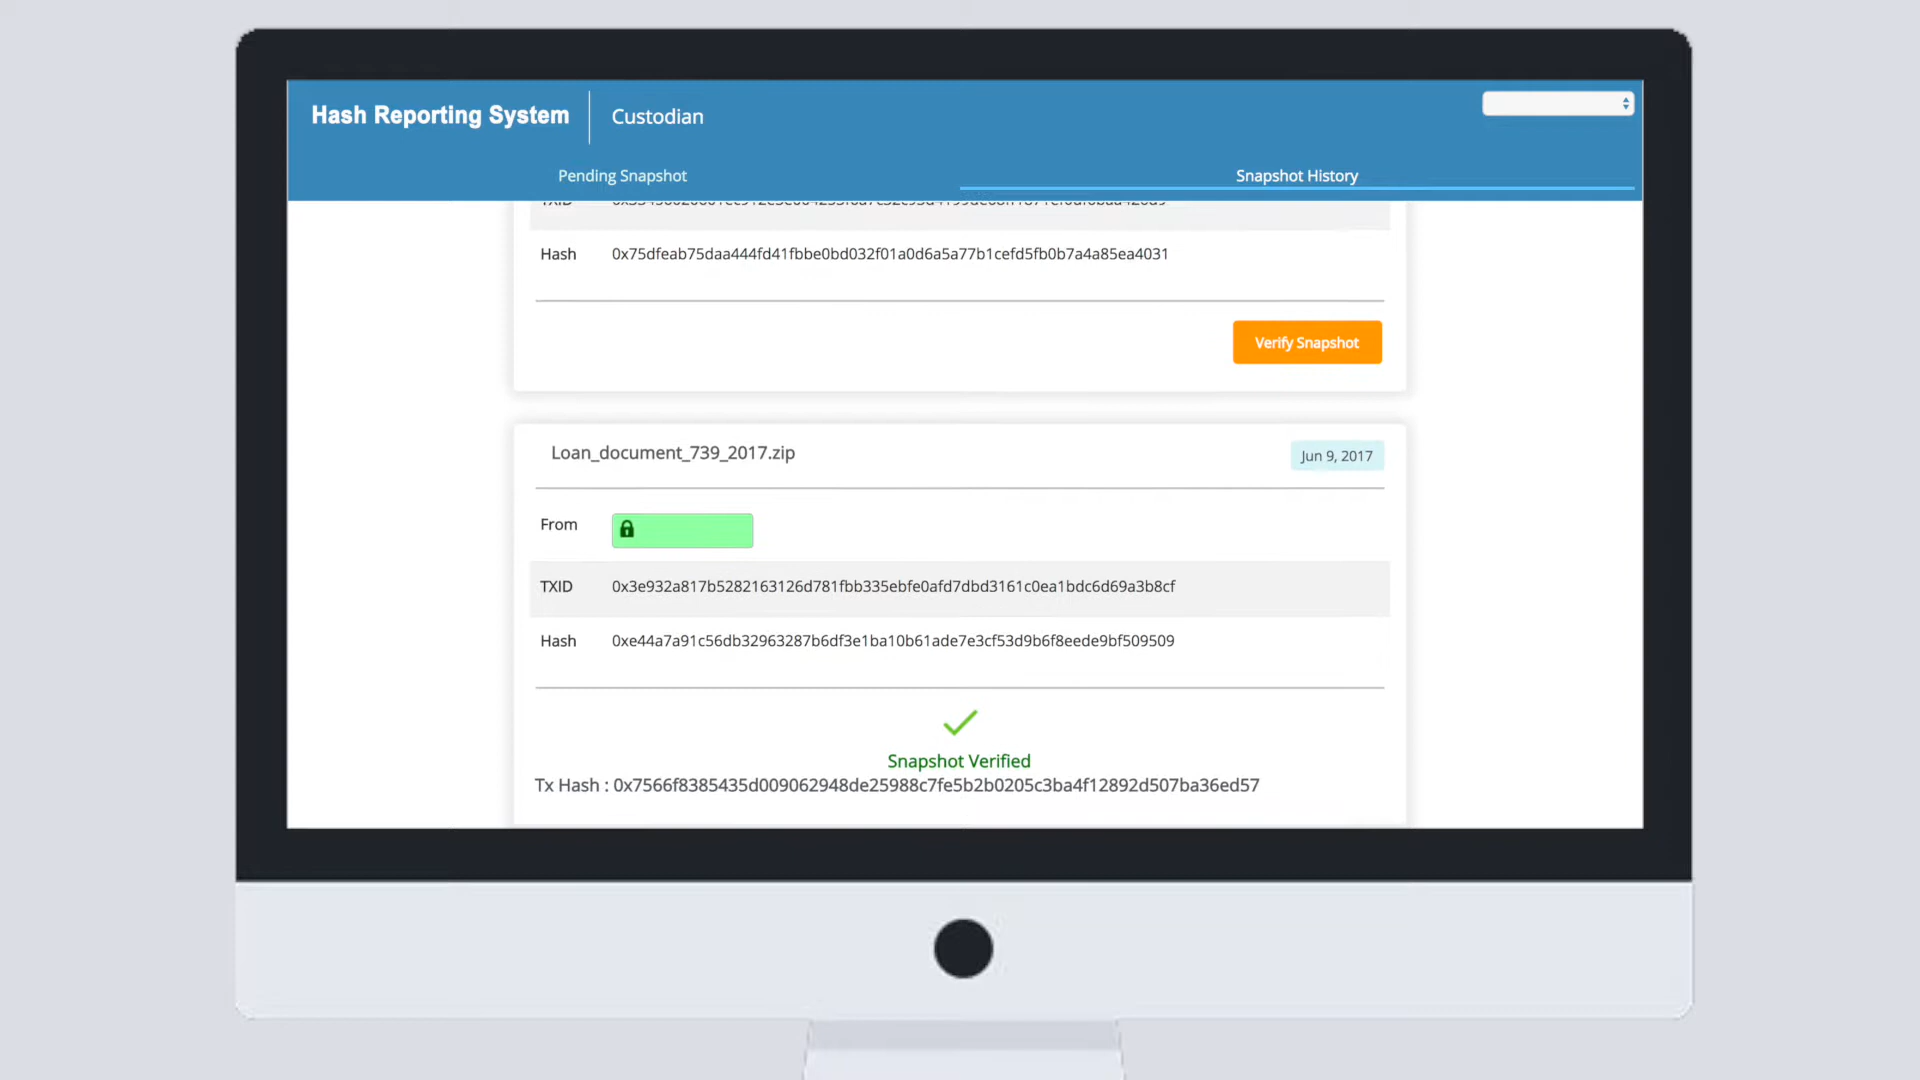 Hash Reporting System
Custodian
Pending Snapshot
Snapshot History
TXID
Hash 0x75dfeab75daa444fd41fbbe0bd032f01a0d6a5a77b1cefd5fb0b7a4a85ea4031
Verify Snapshot
Loan_document_739_2017.zip
Jun 9, 2017
From
TXID 0x3e932a817b5282163126d781fbb335ebfe0afd7dbd3161c0ea1bdc6d69a3b8cf
Hash 0xe44a7a91c56db32963287b6df3e1ba10b61ade7e3cf53d9b6f8eede9bf509509
Snapshot Verified
Tx Hash : 0x7566f8385435d009062948de25988c7fe5b2b0205c3ba4f12892d507ba36ed57